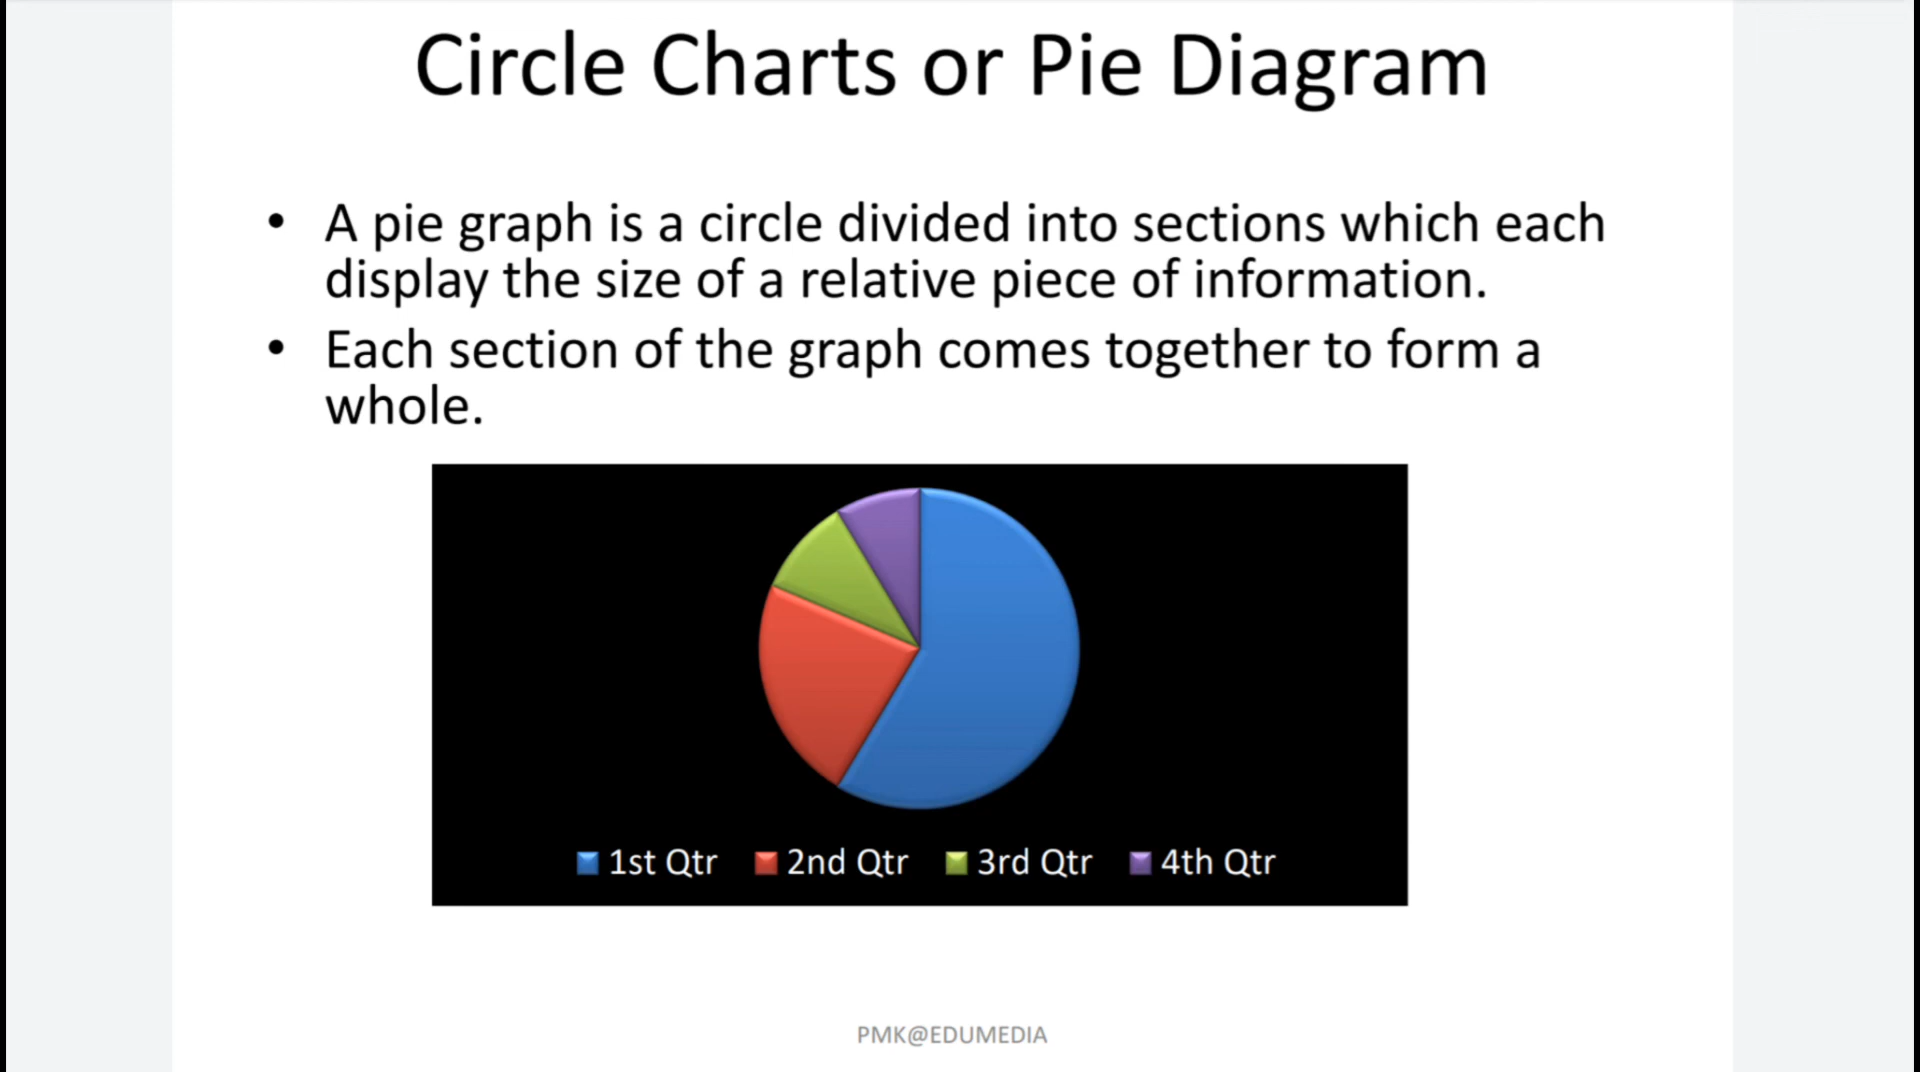 Circle Charts or Pie Diagram
• A pie graph is a circle divided into sections which each
display the size of a relative piece of information.
• Each section of the graph comes together to form a
whole.
1st Qtr 2nd Qtr 3rd Qtr 4th Qtr
PMK@EDUMEDIA